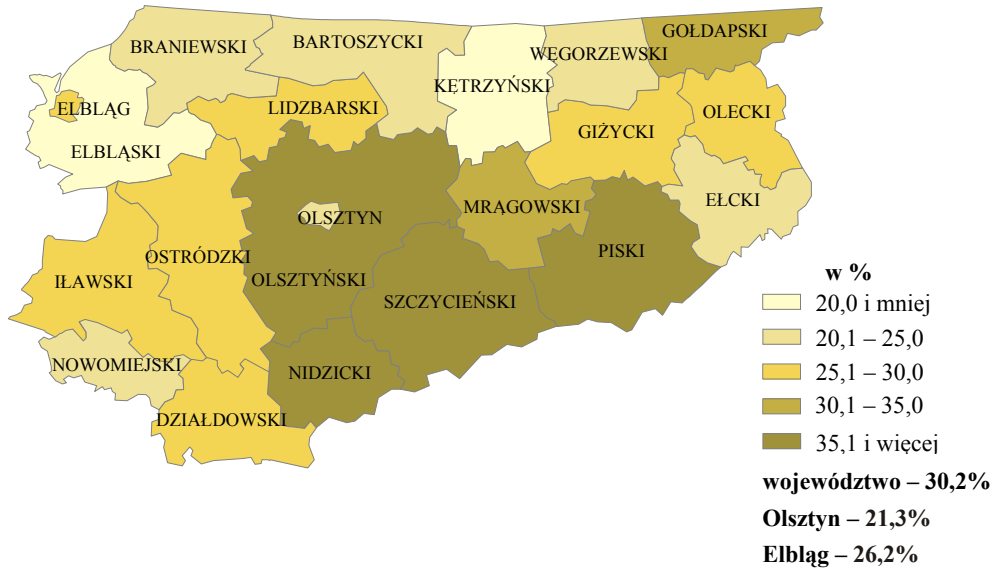 GOŁDAPSKI
BRANIEWSKI
BARTOSZYCKI
WĘGORZEWSKI
KĘTRZYŃSKI
ELBLĄG
LIDZBARSKI
OLECKI
GIŻYCKI
ELBLĄSKI
EŁCKI
MRĄGOWSKI
OLSZTYN
OSTRÓDZKI
PISKI
IŁAWSKI
OLSZTYŃSKI
SZCZYCIEŃSKI
NOWOMIEJSKI
NIDZICKI
DZIAŁDOWSKI
w %
20,0 i mniej
20,1 – 25,0
25,1 – 30,0
30,1 – 35,0
35,1 i więcej
województwo – 30,2%
Olsztyn – 21,3%
Elbląg – 26,2%